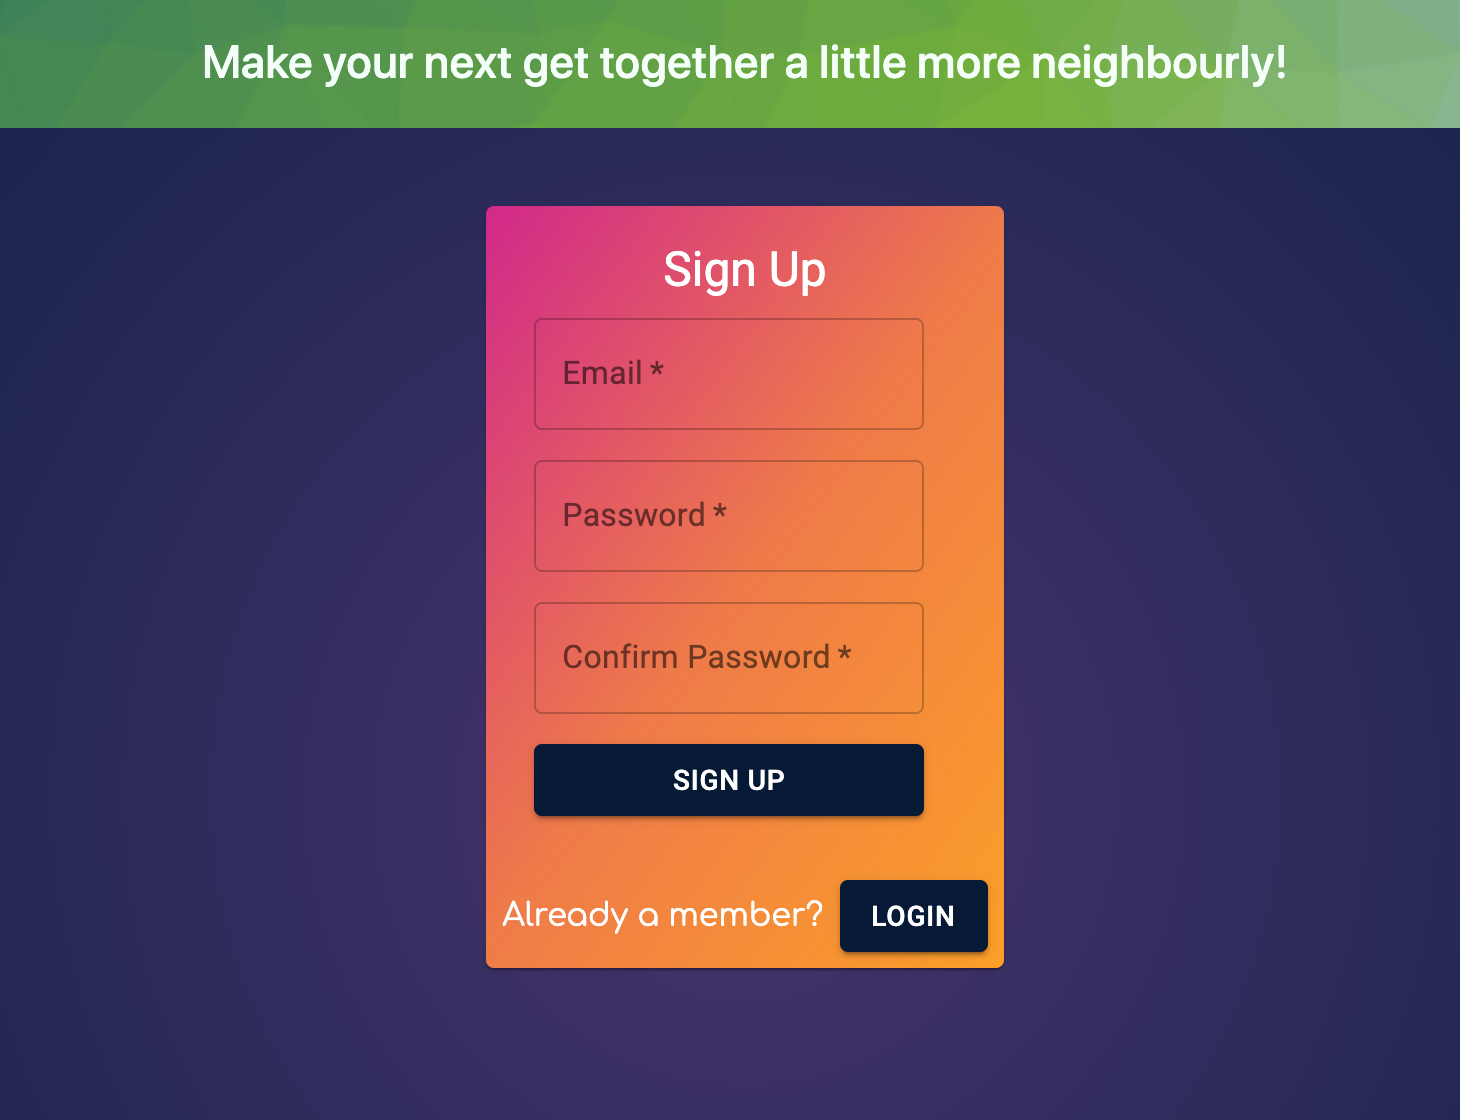 Make your next get together a little more neighbourly!
Sign Up
Email *
Password *
Confirm Password *
SIGN UP
Already a member? LOGIN